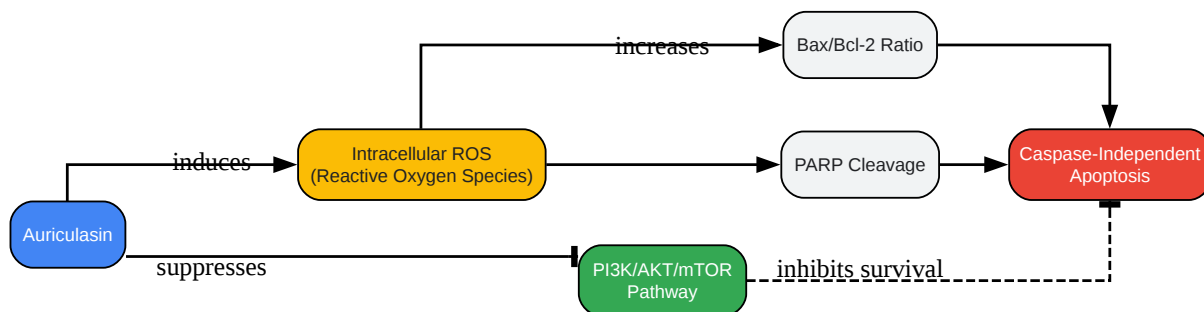 increases
Bax/Bcl-2 Ratio
induces
Intracellular ROS
(Reactive Oxygen Species)
PARP Cleavage
Caspase-Independent
Apoptosis
Auriculasin
suppresses
PI3K/AKT/mTOR
Pathway
inhibits survival